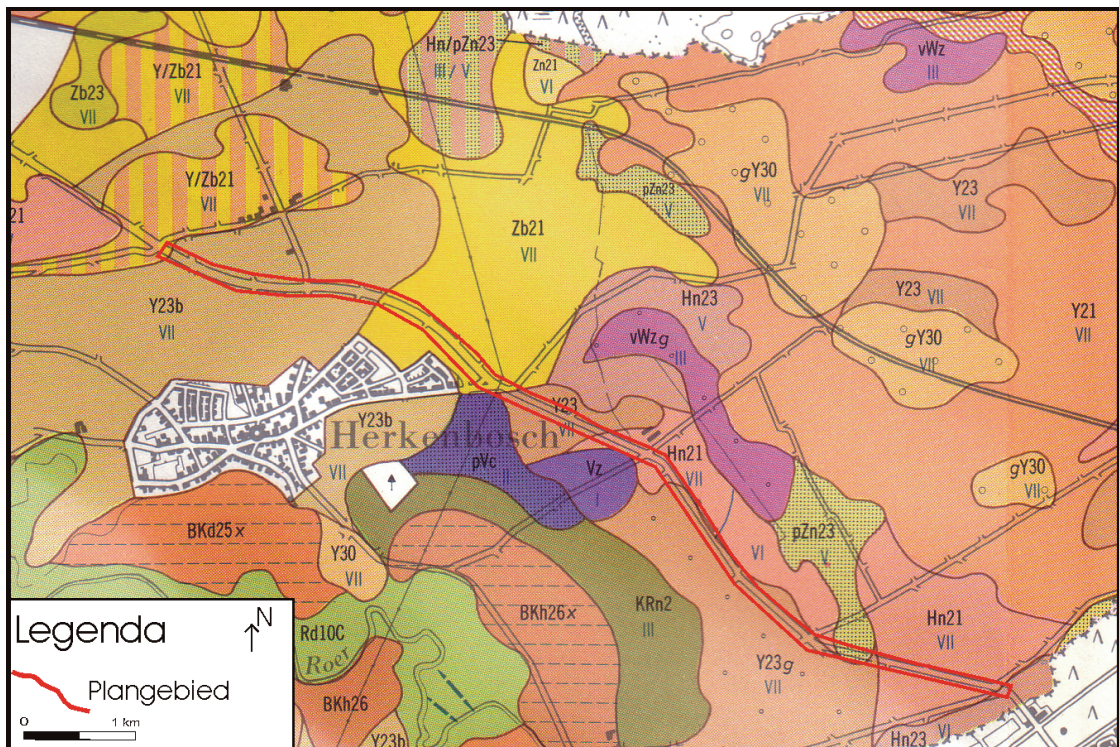 Hn/pZn23
III/V
vWz
III
Zn21
VI
Y/Zb21
VII
Zb23
VII
gY30
VII
Y/Zb21
VII
pZn23
V
Y23
VII
21
Zb21
VII
Hn23
V
Y23 VII
Y21
VII
Y23b
VII
vWzg
III
gY30
VII
Y23
VII
Y23b
VII
Herkenbosch
Hn21
VII
pVc
II
Vz
I
gY30
VII
BKd25x
pZn23
V
VI
Y30
VII
BKh26x
KRn2
III
Hn21
VII
Rd10C
Roer
Y23g
VII
BKh26
Y23b
Hn23 VI
Legenda
N
Plangebied
0 1 km